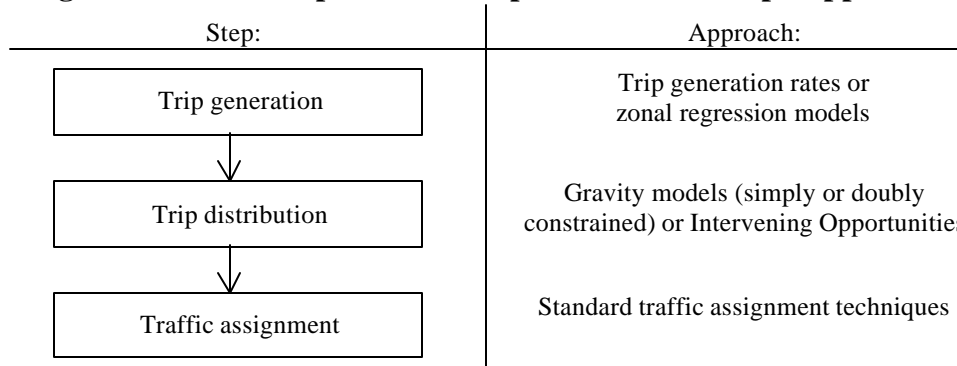 Step:
Approach:
Trip generation
Trip generation rates or
zonal regression models
Trip distribution
Gravity models (simply or doubly
constrained) or Intervening Opportunities
Traffic assignment
Standard traffic assignment techniques